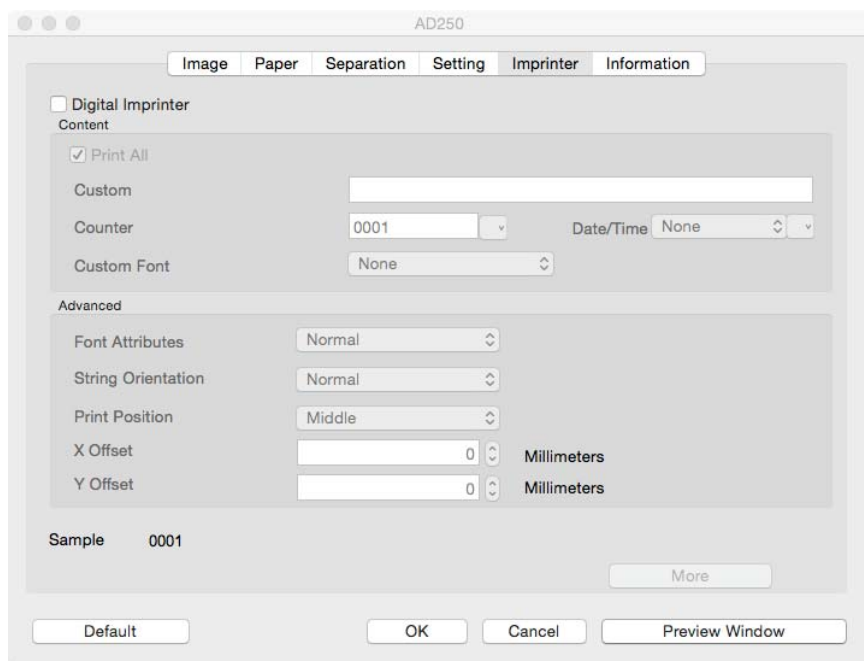 AD250
Image Paper Separation Setting Imprinter Information
Digital Imprinter
Content
Print All
Custom
Counter 0001 Date/Time None
Custom Font None
Advanced
Font Attributes Normal
String Orientation Normal
Print Position Middle
X Offset 0 Millimeters
Y Offset 0 Millimeters
Sample 0001
More
Default OK Cancel Preview Window